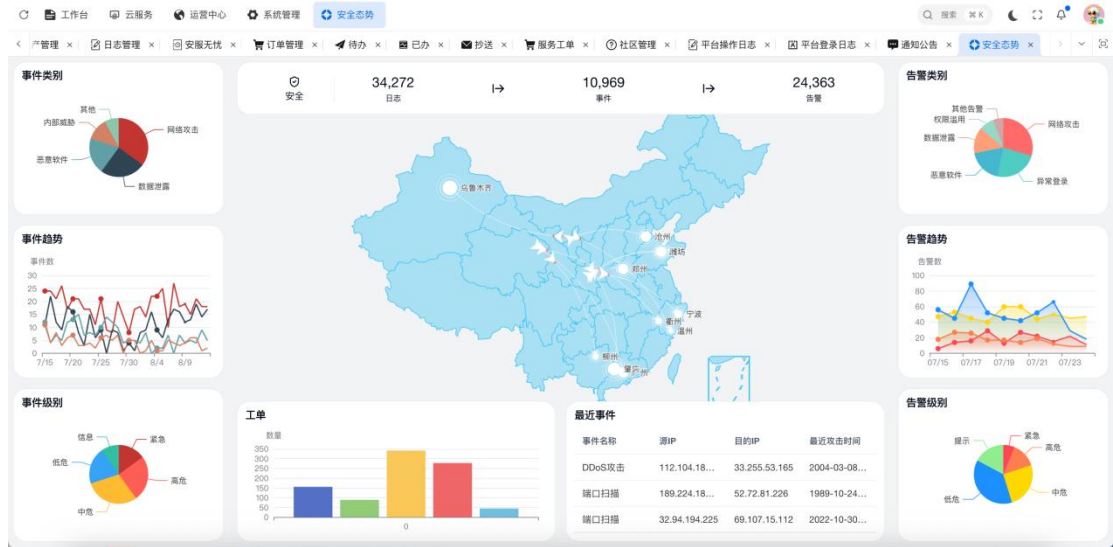 工作台 云服务 运营中心 系统管理 安全态势 搜索 ⌘K
管理 × 日志管理 × 安服无忧 × 订单管理 × 待办 × 已办 × 抄送 × 服务工单 × 社区管理 × 平台操作日志 × 平台登录日志 × 通知公告 × 安全态势 ×
事件类别
其他
内部威胁
网络攻击
恶意软件
数据泄露
安全
34,272
日志
10,969
事件
24,363
告警
告警类别
其他告警
权限滥用
网络攻击
数据泄露
恶意软件
异常登录
乌鲁木齐
沧州
潍坊
郑州
宁波
衢州
温州
柳州
肇庆
州
事件趋势
事件数
30
25
20
15
10
5
0
7/15 7/20 7/25 7/30 8/4 8/9
告警趋势
告警数
100
80
60
40
20
0
07/15 07/17 07/19 07/21 07/23
事件级别
信息
紧急
低危
高危
中危
工单
数量
350
300
250
200
150
100
50
0
0
最近事件
事件名称 源IP 目的IP 最近攻击时间
DDoS攻击 112.104.18... 33.255.53.165 2004-03-08...
端口扫描 189.224.18... 52.72.81.226 1989-10-24...
端口扫描 32.94.194.225 69.107.15.112 2022-10-30...
告警级别
提示
紧急
高危
低危
中危